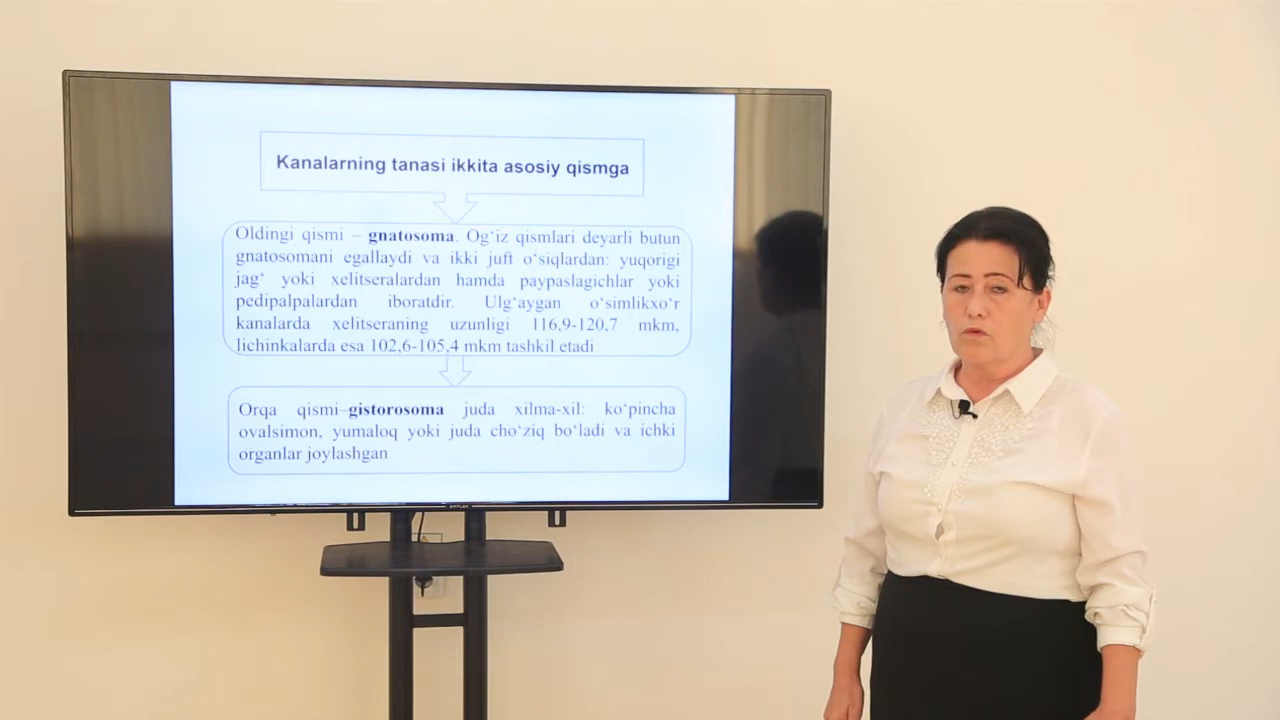 Kanalarning tanasi ikkita asosiy qismga
Oldingi qismi – gnatosoma. Og‘iz qismlari deyarli butun
gnatosomani egallaydi va ikki juft o‘siqlardan: yuqorigi
jag‘ yoki xelitseralardan hamda paypaslagichlar yoki
pedipalpalardan iboratdir. Ulg‘aygan o‘simlikxo‘r
kanalarda xelitseraning uzunligi 116,9-120,7 mkm,
lichinkalarda esa 102,6-105,4 mkm tashkil etadi
Orqa qismi–gistorosoma juda xilma-xil: ko‘pincha
ovalsimon, yumaloq yoki juda cho‘ziq bo‘ladi va ichki
organlar joylashgan